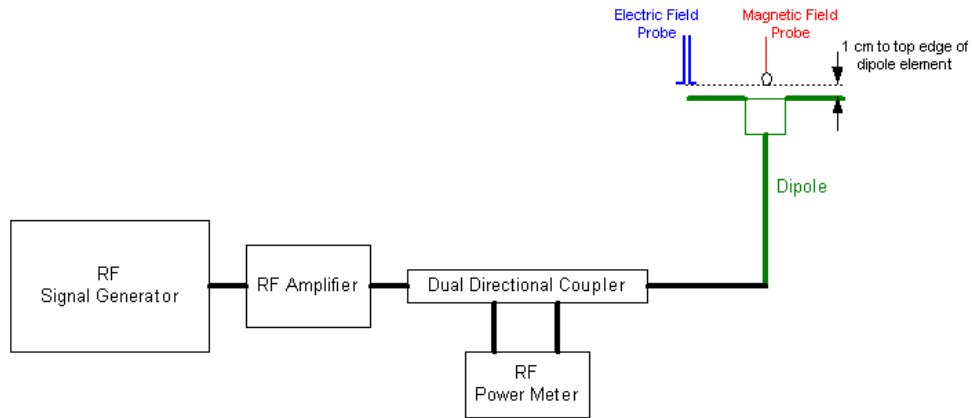 Electric Field
Probe
Magnetic Field
Probe
1 cm to top edge of
dipole element
Dipole
RF
Signal Generator
RF Amplifier
Dual Directional Coupler
RF
Power Meter